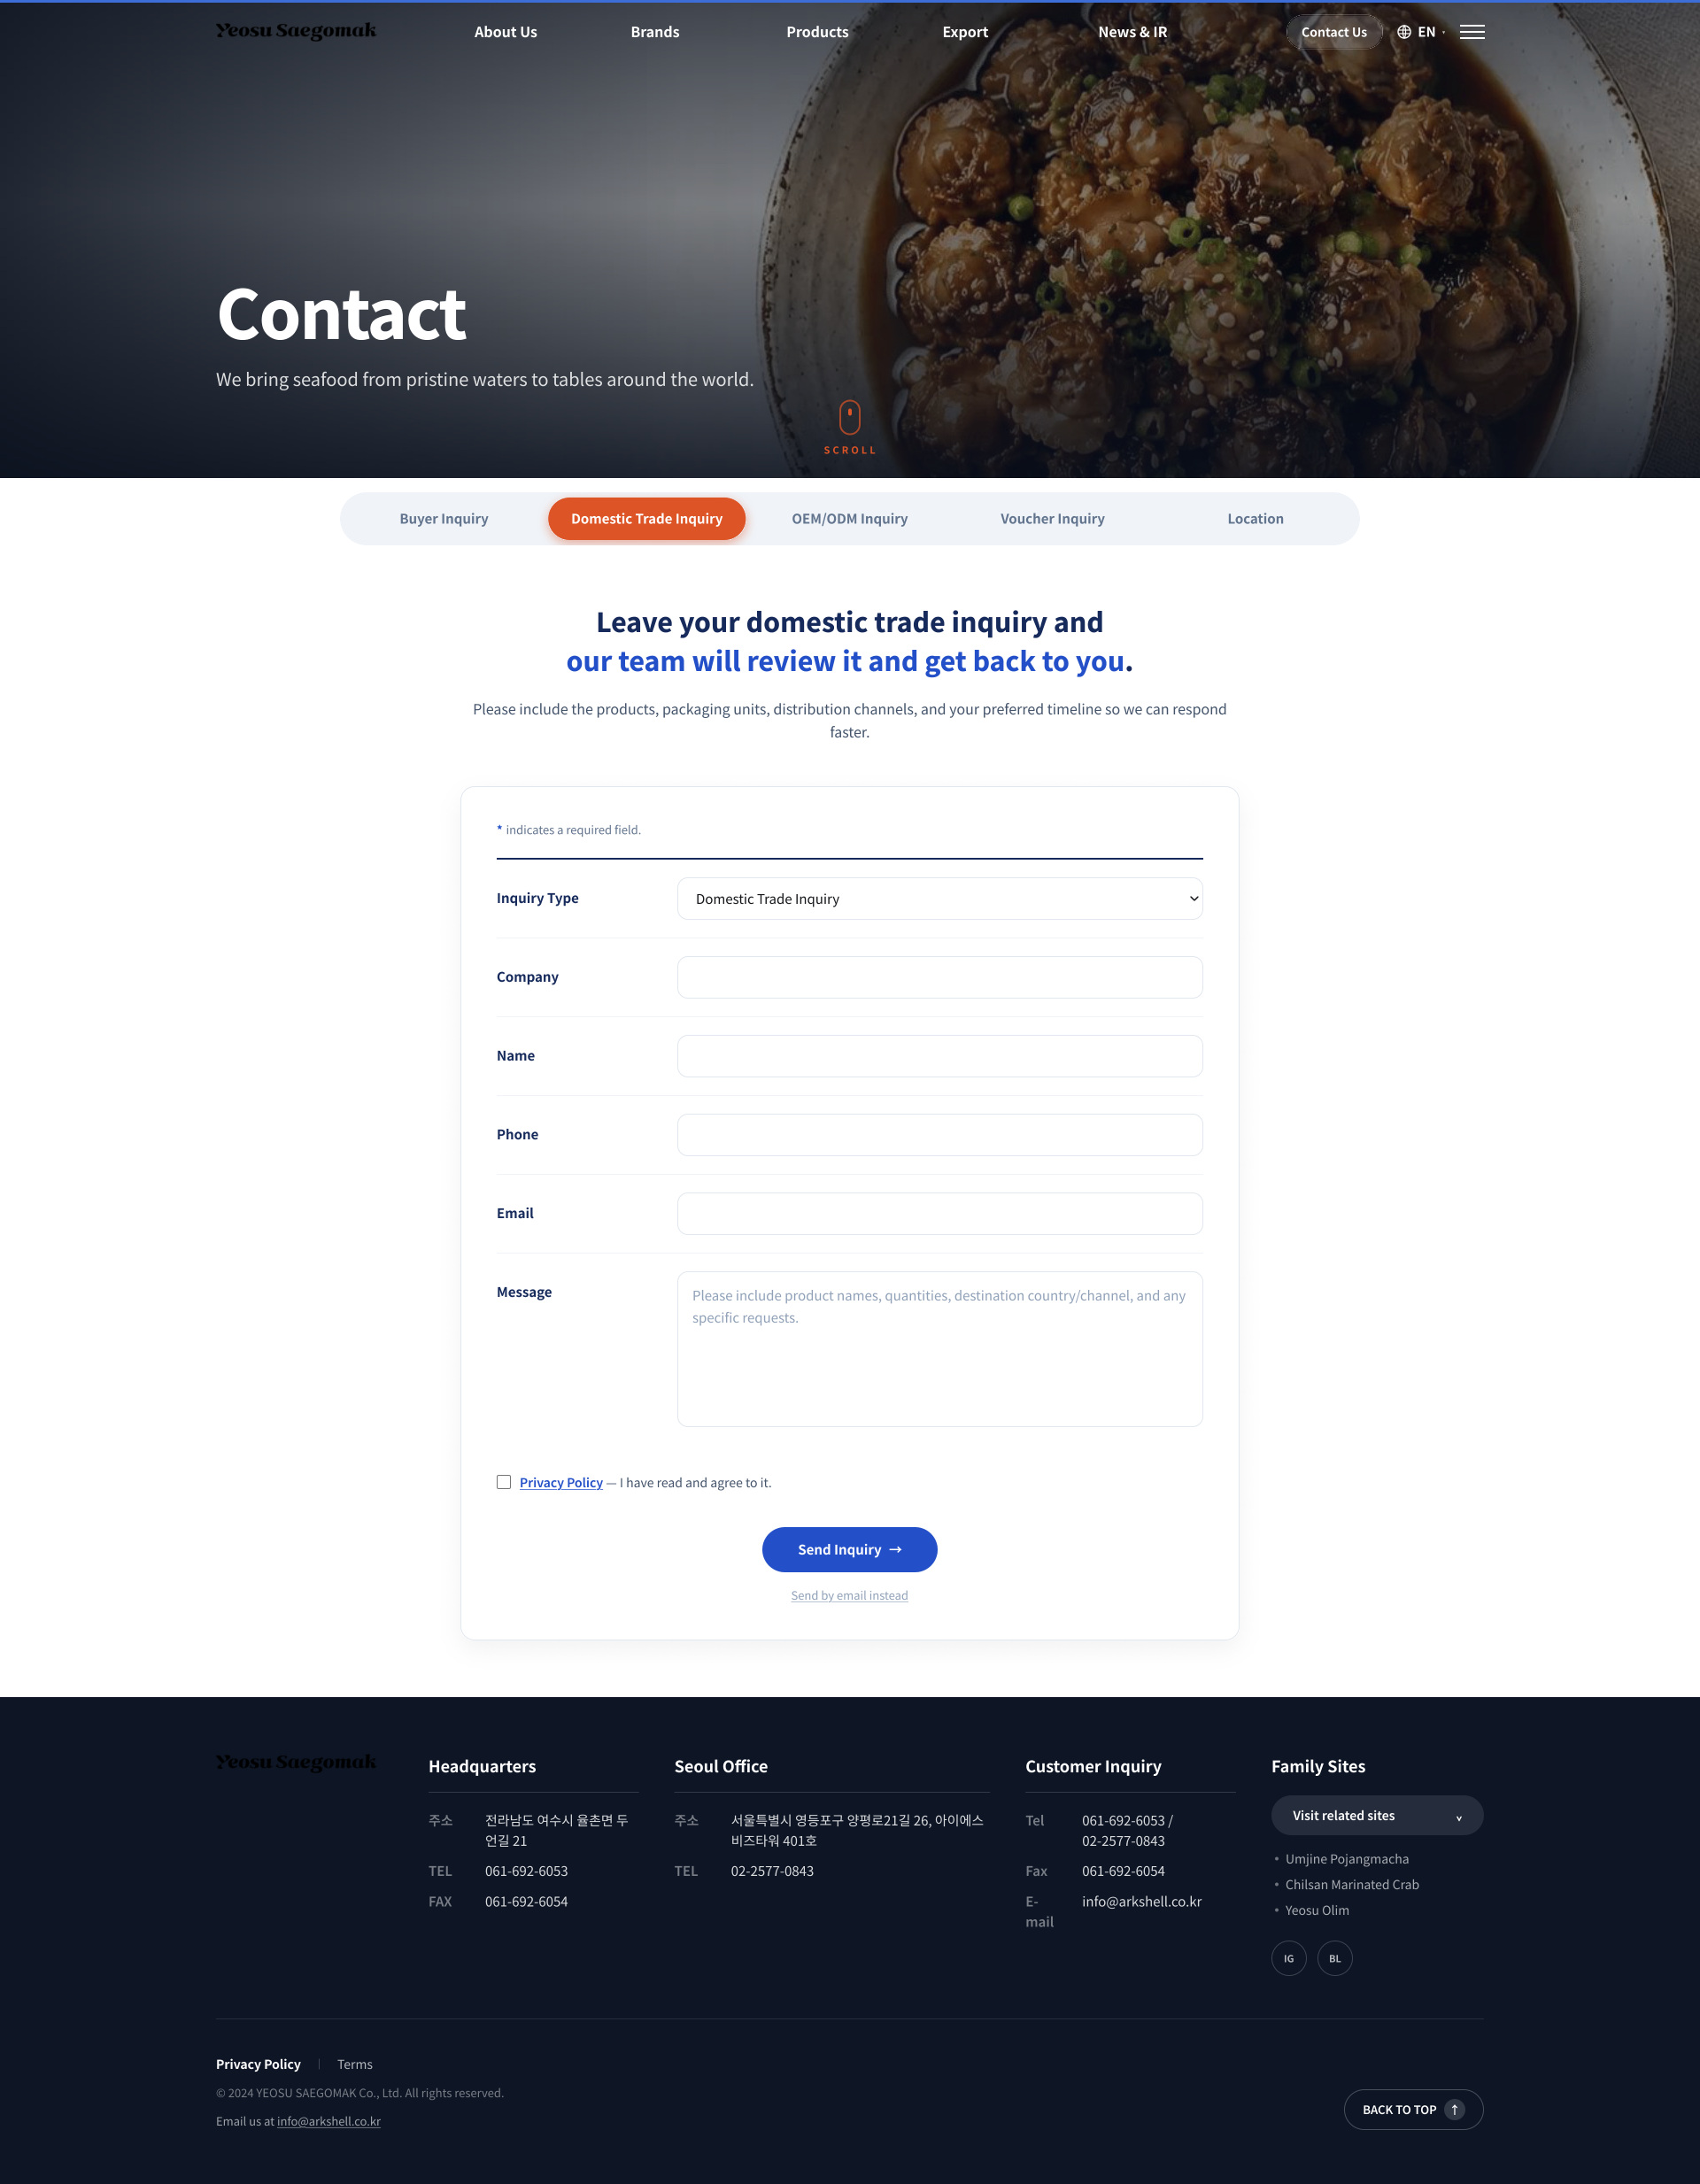 Yeosu Saegomak
About Us
Brands
Products
Export
News & IR
Contact Us
EN
Contact
We bring seafood from pristine waters to tables around the world.
SCROLL
Buyer Inquiry
Domestic Trade Inquiry
OEM/ODM Inquiry
Voucher Inquiry
Location
Leave your domestic trade inquiry and
our team will review it and get back to you.
Please include the products, packaging units, distribution channels, and your preferred timeline so we can respond
faster.
* indicates a required field.
Inquiry Type
Domestic Trade Inquiry
Company
Name
Phone
Email
Message
Please include product names, quantities, destination country/channel, and any
specific requests.
Privacy Policy — I have read and agree to it.
Send Inquiry →
Send by email instead
Yeosu Saegomak
Headquarters
주소 전라남도 여수시 율촌면 두
언길 21
TEL 061-692-6053
FAX 061-692-6054
Seoul Office
주소 서울특별시 영등포구 양평로21길 26, 아이에스
비즈타워 401호
TEL 02-2577-0843
Customer Inquiry
Tel 061-692-6053 /
02-2577-0843
Fax 061-692-6054
E-
mail
info@arkshell.co.kr
Family Sites
Visit related sites
Umjine Pojangmacha
Chilsan Marinated Crab
Yeosu Olim
IG
BL
Privacy Policy
Terms
© 2024 YEOSU SAEGOMAK Co., Ltd. All rights reserved.
Email us at info@arkshell.co.kr
BACK TO TOP ↑